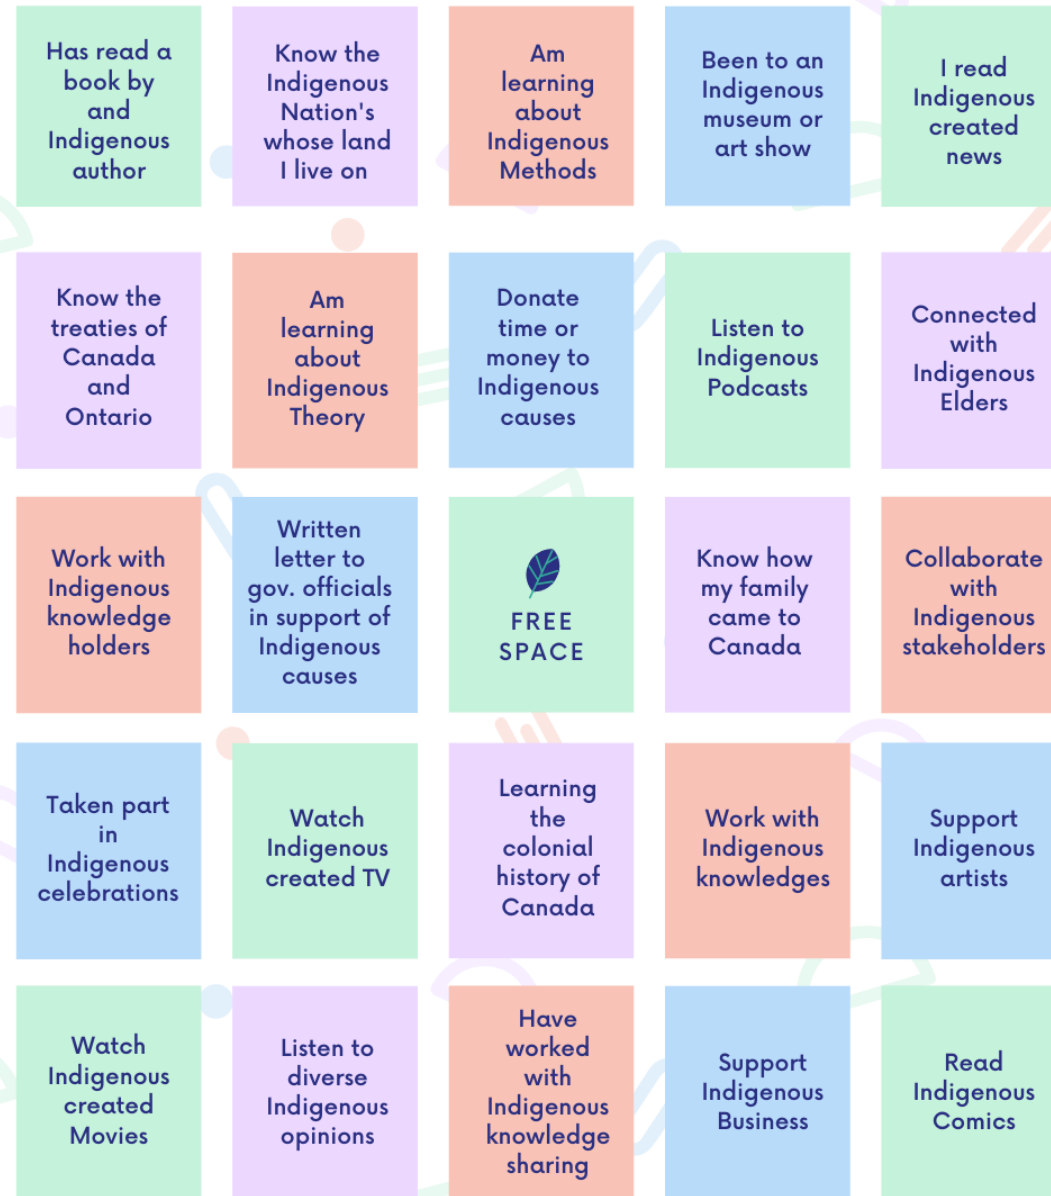 Has read a
book by
and
Indigenous
author
Know the
Indigenous
Nation's
whose land
I live on
Am
learning
about
Indigenous
Methods
Been to an
Indigenous
museum or
art show
I read
Indigenous
created
news
Know the
treaties of
Canada
and
Ontario
Am
learning
about
Indigenous
Theory
Donate
time or
money to
Indigenous
causes
Listen to
Indigenous
Podcasts
Connected
with
Indigenous
Elders
Work with
Indigenous
knowledge
holders
Written
letter to
gov. officials
in support of
Indigenous
causes
FREE
SPACE
Know how
my family
came to
Canada
Collaborate
with
Indigenous
stakeholders
Taken part
in
Indigenous
celebrations
Watch
Indigenous
created TV
Learning
the
colonial
history of
Canada
Work with
Indigenous
knowledges
Support
Indigenous
artists
Watch
Indigenous
created
Movies
Listen to
diverse
Indigenous
opinions
Have
worked
with
Indigenous
knowledge
sharing
Support
Indigenous
Business
Read
Indigenous
Comics